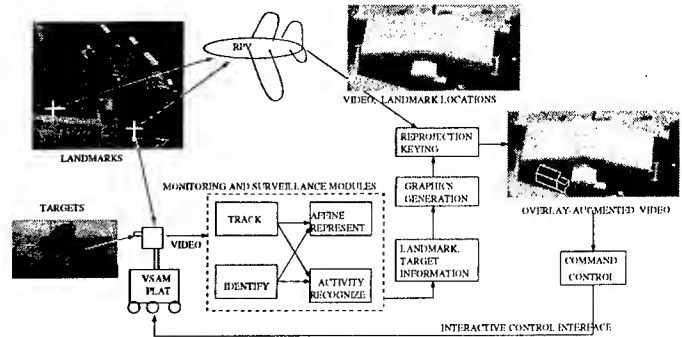 RPV
VIDEO, LANDMARK LOCATIONS
LANDMARKS
REPROJECTION
KEYING
MONITORING AND SURVEILLANCE MODULES
GRAPHICS
GENERATION
OVERLAY-AUGMENTED VIDEO
TARGETS
TRACK
AFFINE
REPRESENT
VIDEO
LANDMARK,
TARGET
INFORMATION
COMMAND
CONTROL
VSAM
PLAT
IDENTIFY
ACTIVITY
RECOGNIZE
INTERACTIVE CONTROL INTERFACE